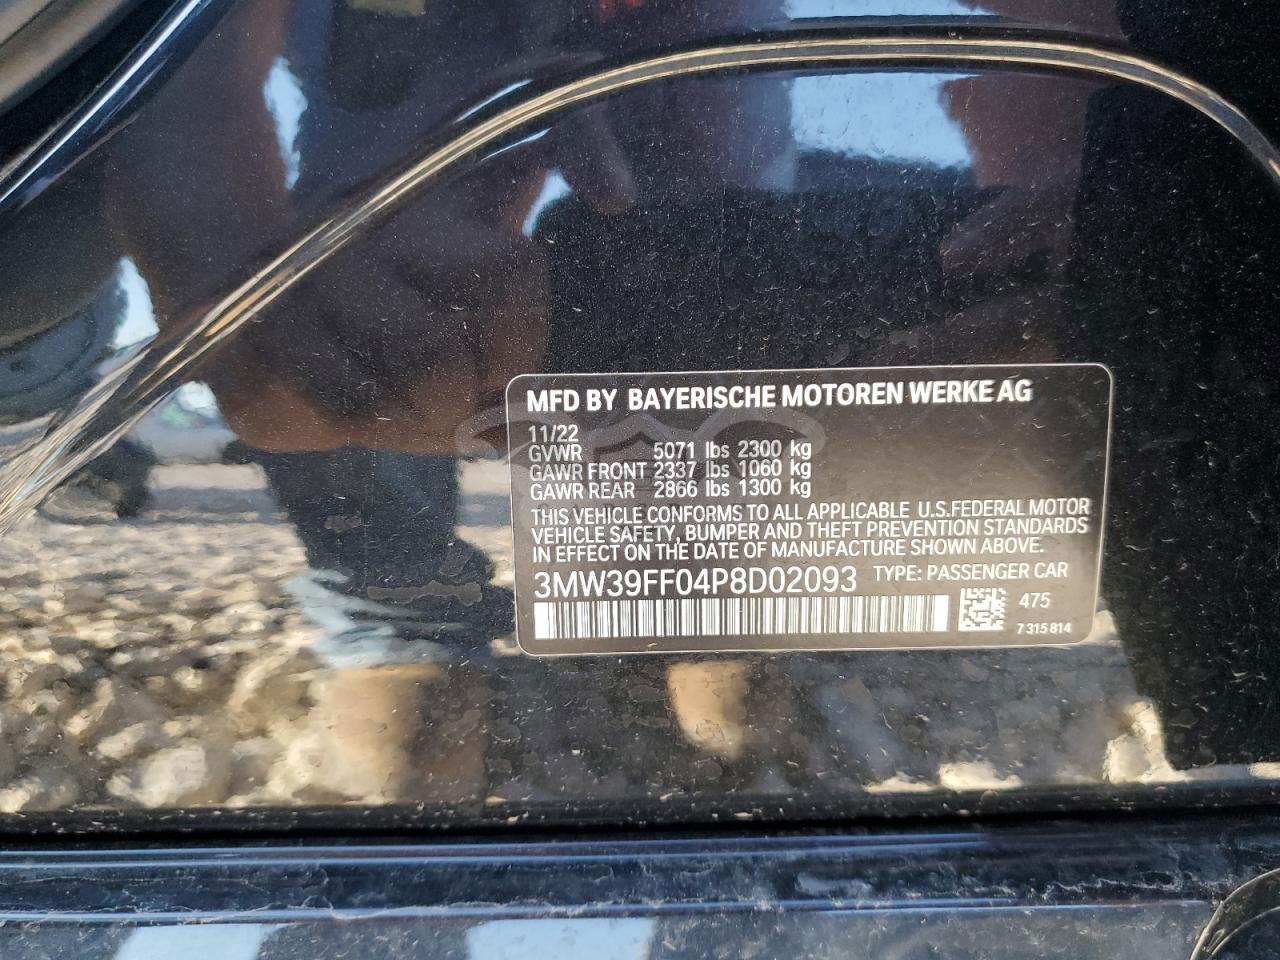 MFD BY BAYERISCHE MOTOREN WERKE AG
11/22
GVWR 5071 lbs 2300 kg
GAWR FRONT 2337 lbs 1060 kg
GAWR REAR 2866 lbs 1300 kg
THIS VEHICLE CONFORMS TO ALL APPLICABLE U.S.FEDERAL MOTOR
VEHICLE SAFETY, BUMPER AND THEFT PREVENTION STANDARDS
IN EFFECT ON THE DATE OF MANUFACTURE SHOWN ABOVE.
3MW39FF04P8D02093 TYPE: PASSENGER CAR
475
7 315 814